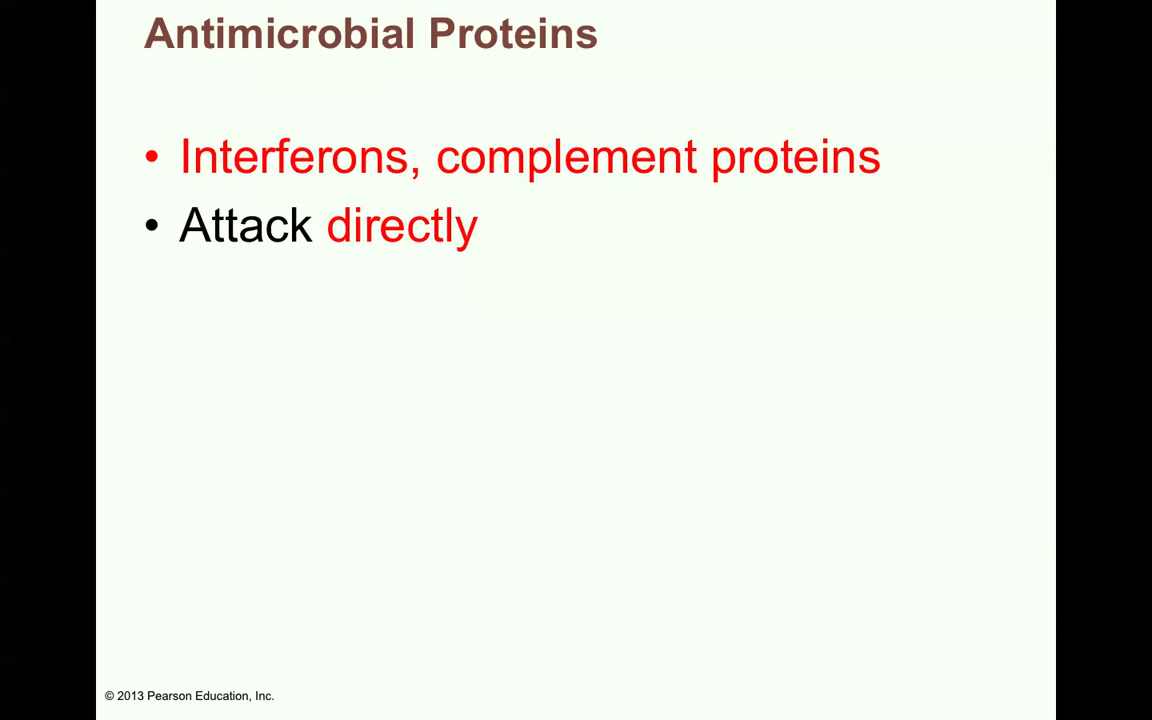 Antimicrobial Proteins
• Interferons, complement proteins
• Attack directly
© 2013 Pearson Education, Inc.